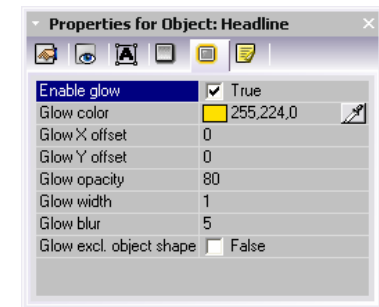 Properties for Object: Headline
A
Enable glow True
Glow color 255,224,0
Glow X offset 0
Glow Y offset 0
Glow opacity 80
Glow width 1
Glow blur 5
Glow excl. object shape False